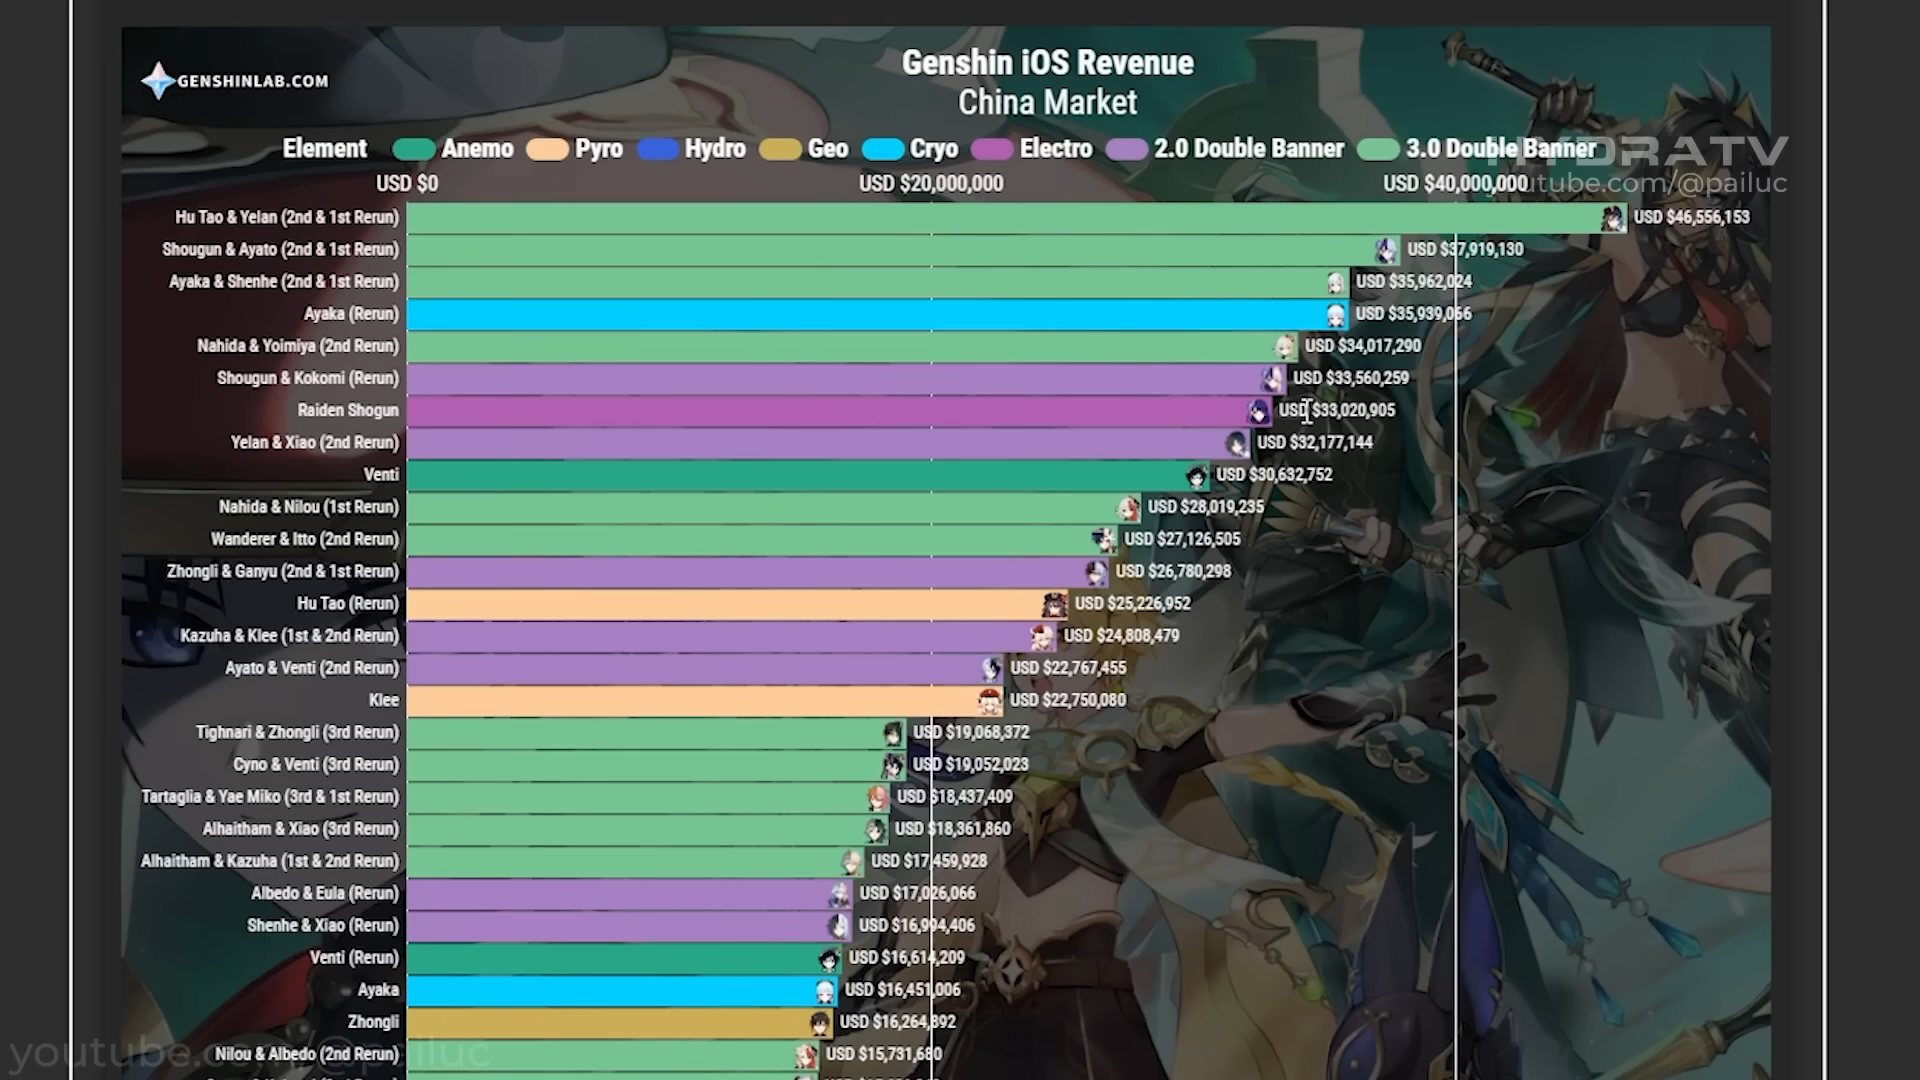 GENSHINLAB.COM
Genshin iOS Revenue
China Market
Element Anemo Pyro Hydro Geo Cryo Electro 2.0 Double Banner 3.0 Double Banner
HYDRATV
USD $0 USD $20,000,000 USD $40,000,000
utube.com/@pailuc
Hu Tao & Yelan (2nd & 1st Rerun) USD $46,556,153
Shougun & Ayato (2nd & 1st Rerun) USD $37,919,130
Ayaka & Shenhe (2nd & 1st Rerun) USD $35,962,024
Ayaka (Rerun) USD $35,939,066
Nahida & Yoimiya (2nd Rerun) USD $34,017,290
Shougun & Kokomi (Rerun) USD $33,560,259
Raiden Shogun USD $33,020,905
Yelan & Xiao (2nd Rerun) USD $32,177,144
Venti USD $30,632,752
Nahida & Nilou (1st Rerun) USD $28,019,235
Wanderer & Itto (2nd Rerun) USD $27,126,505
Zhongli & Ganyu (2nd & 1st Rerun) USD $26,780,298
Hu Tao (Rerun) USD $25,226,952
Kazuha & Klee (1st & 2nd Rerun) USD $24,808,479
Ayato & Venti (2nd Rerun) USD $22,767,455
Klee USD $22,750,080
Tighnari & Zhongli (3rd Rerun) USD $19,068,372
Cyno & Venti (3rd Rerun) USD $19,052,023
Tartaglia & Yae Miko (3rd & 1st Rerun) USD $18,437,409
Alhaitham & Xiao (3rd Rerun) USD $18,361,860
Alhaitham & Kazuha (1st & 2nd Rerun) USD $17,459,928
Albedo & Eula (Rerun) USD $17,026,066
Shenhe & Xiao (Rerun) USD $16,994,406
Venti (Rerun) USD $16,614,209
Ayaka USD $16,451,006
Zhongli USD $16,264,892
Nilou & Albedo (2nd Rerun) USD $15,731,680
youtube.com/@pailuc